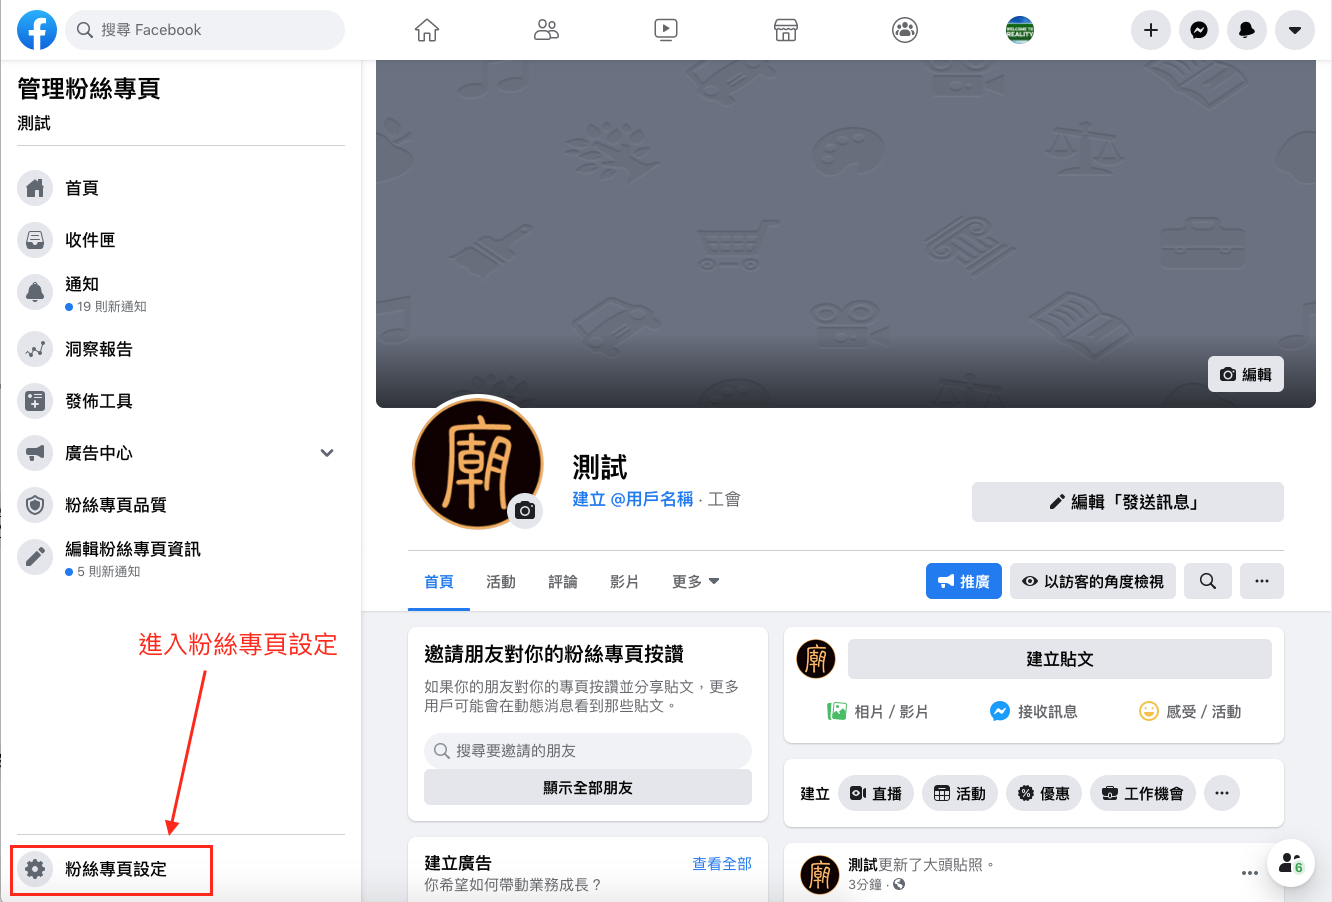 搜尋 Facebook
WELCOME TO
REALITY
管理粉絲專頁
測試
首頁
收件匣
通知
19 則新通知
洞察報告
發佈工具
廣告中心
粉絲專頁品質
編輯粉絲專頁資訊
5 則新通知
進入粉絲專頁設定
粉絲專頁設定
編輯
廟
測試
建立 @用戶名稱 · 工會
編輯「發送訊息」
首頁
活動
評論
影片
更多
推廣
以訪客的角度檢視
邀請朋友對你的粉絲專頁按讚
如果你的朋友對你的專頁按讚並分享貼文，更多
用戶可能會在動態消息看到那些貼文。
搜尋要邀請的朋友
顯示全部朋友
建立廣告
查看全部
你希望如何帶動業務成長？
廟
建立貼文
相片 / 影片
接收訊息
感受 / 活動
建立
直播
活動
優惠
工作機會
廟
測試更新了大頭貼照。
3分鐘 ·
6